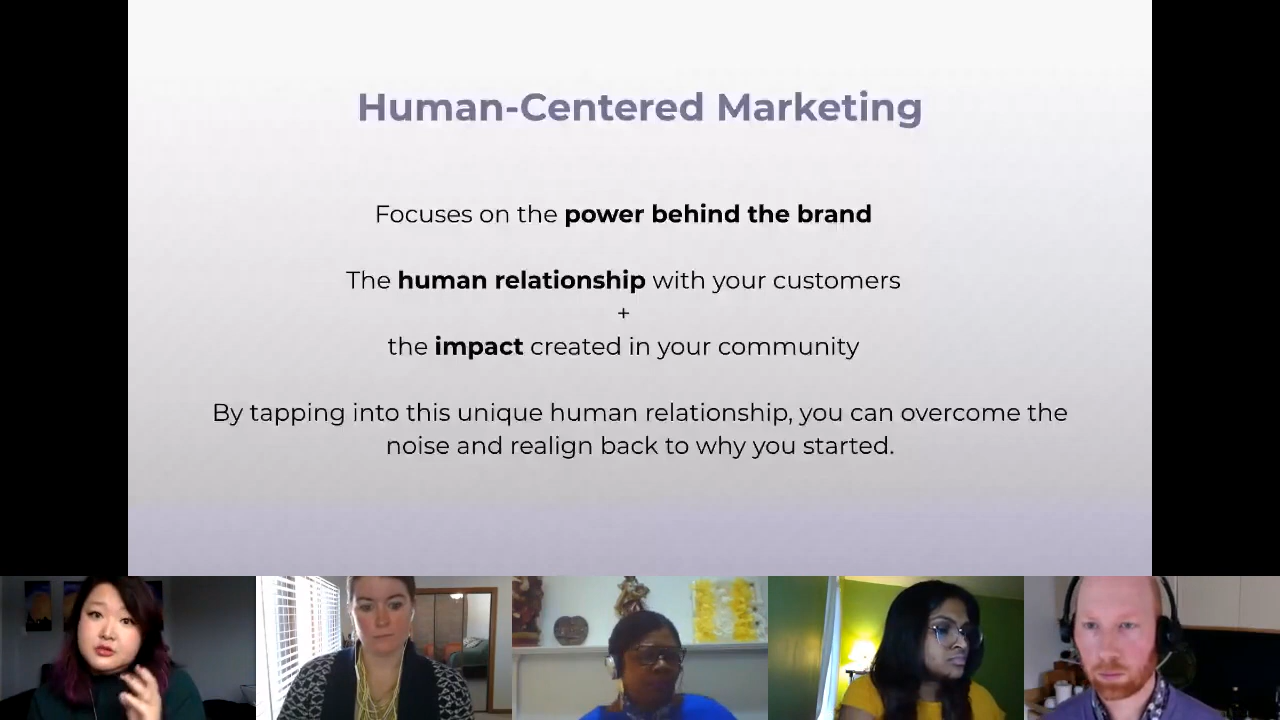 Human-Centered Marketing
Focuses on the power behind the brand
The human relationship with your customers
+
the impact created in your community
By tapping into this unique human relationship, you can overcome the
noise and realign back to why you started.